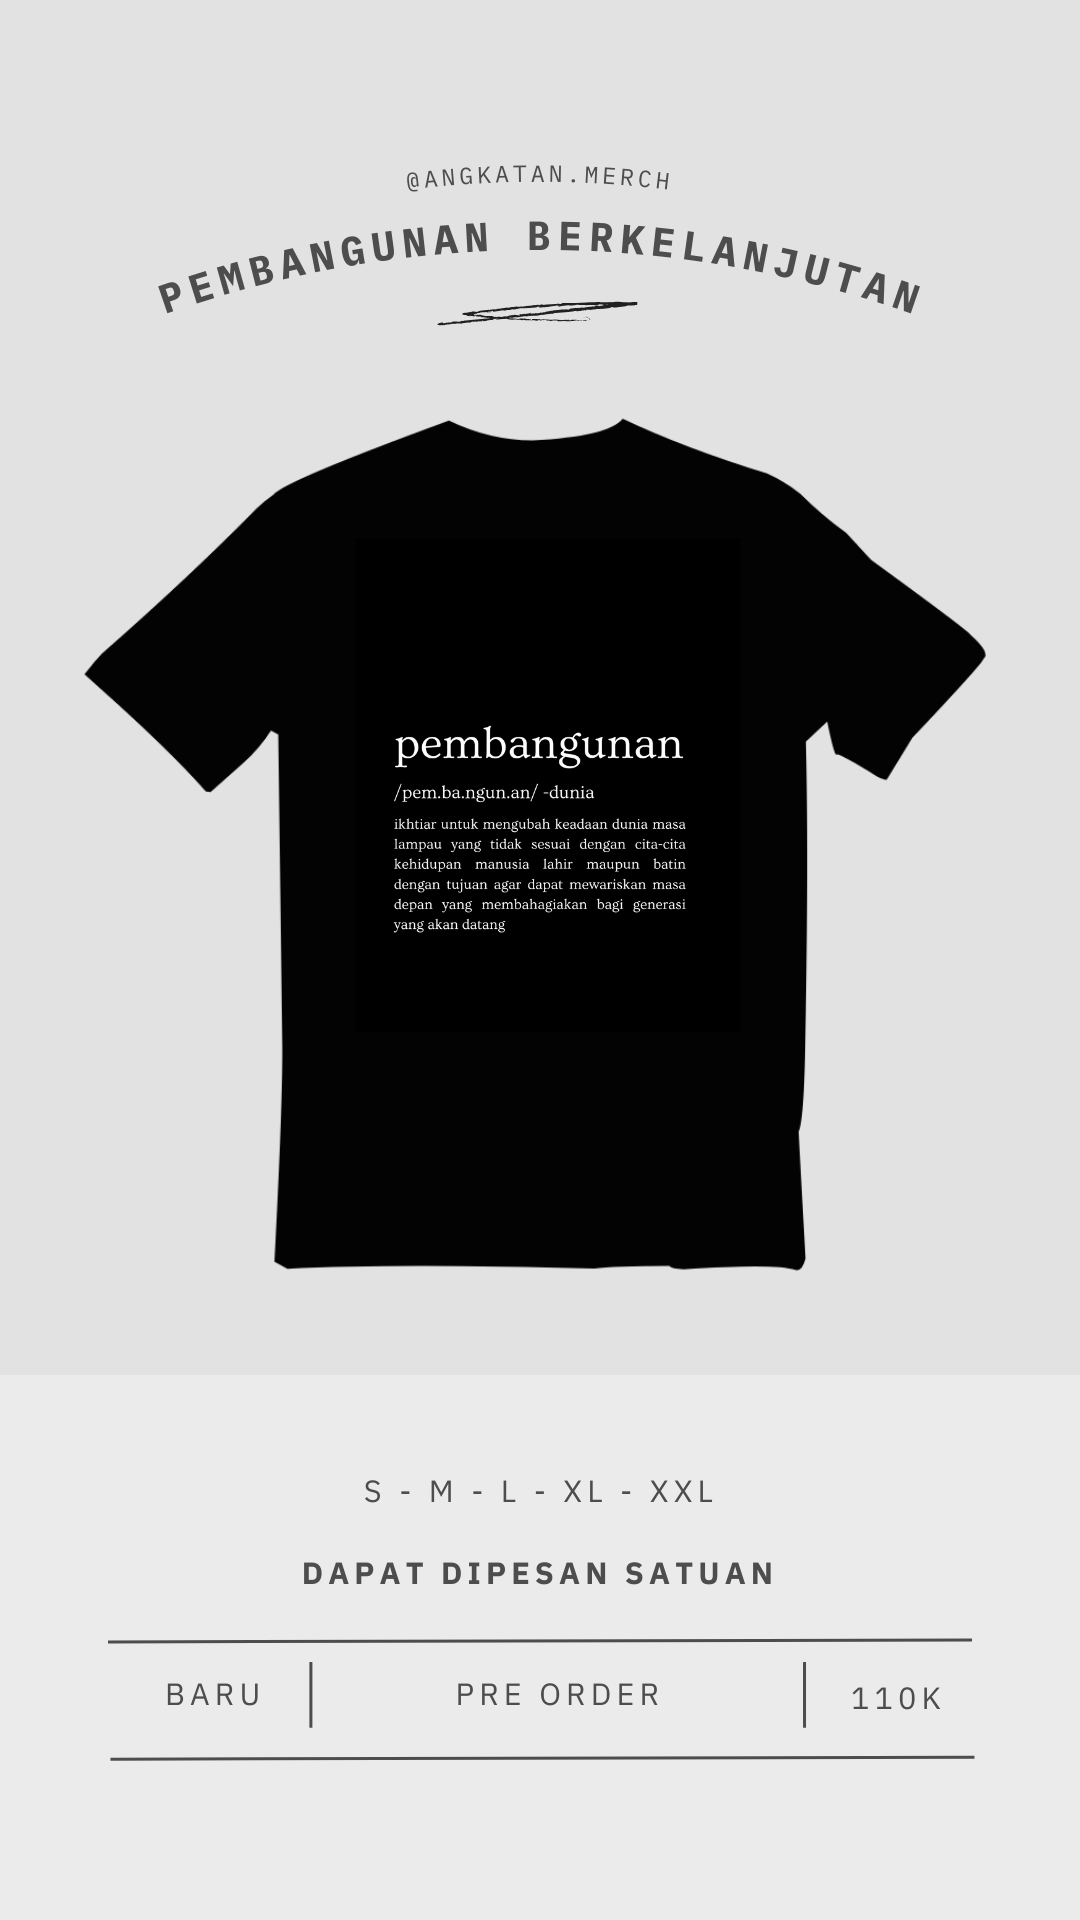 @ANGKATAN.MERCH
PEMBANGUNAN BERKELANJUTAN
pembangunan
/pem.ba.ngun.an/ -dunia
ikhtiar untuk mengubah keadaan dunia masa
lampau yang tidak sesuai dengan cita-cita
kehidupan manusia lahir maupun batin
dengan tujuan agar dapat mewariskan masa
depan yang membahagiakan bagi generasi
yang akan datang
S - M - L - XL - XXL
DAPAT DIPESAN SATUAN
BARU
PRE ORDER
110K